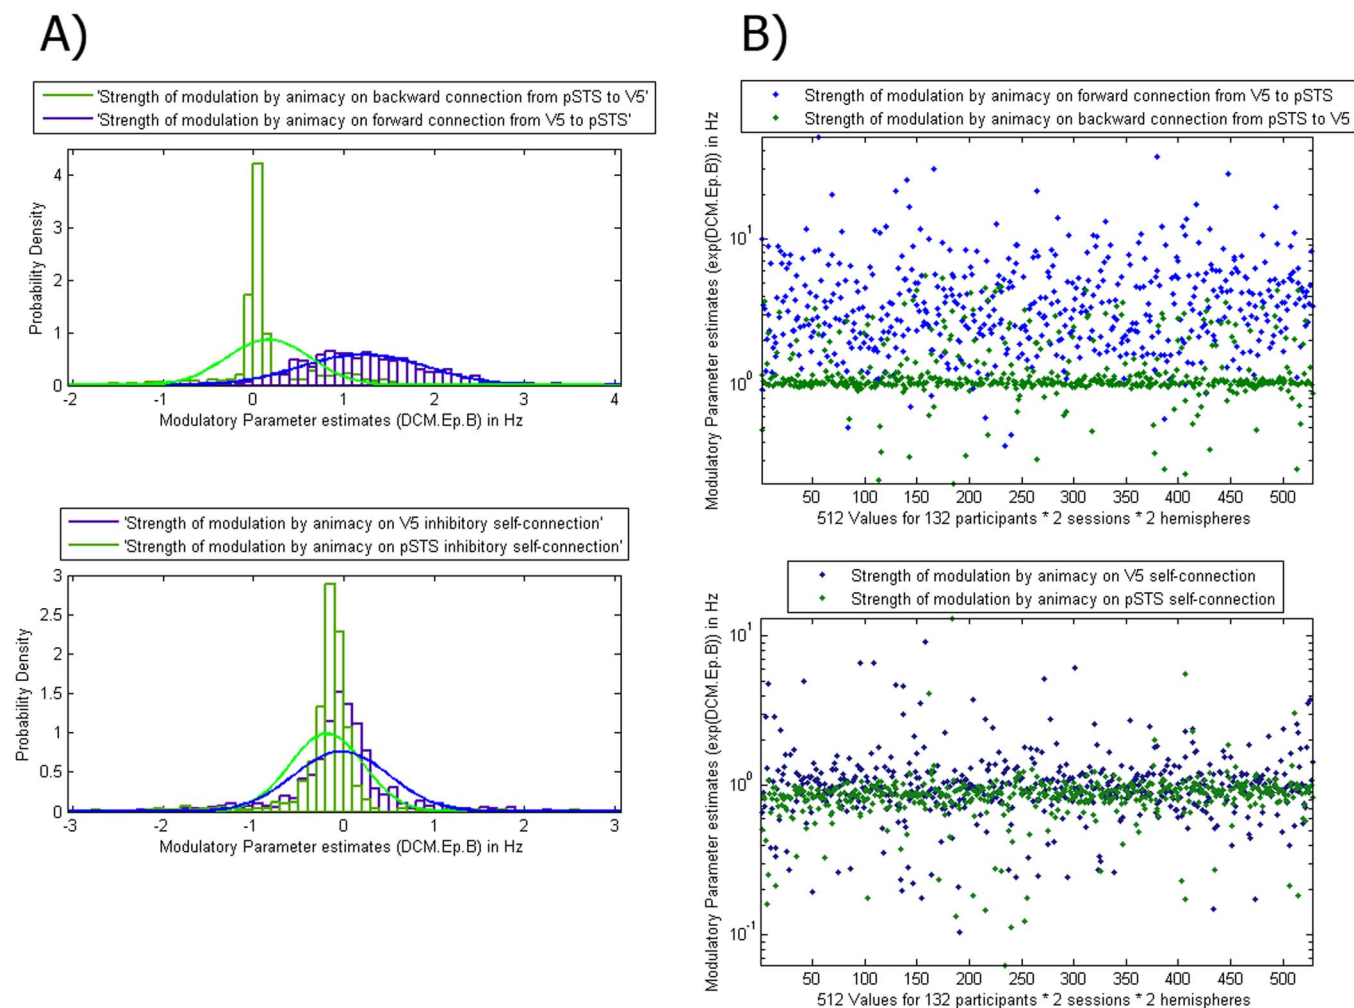 A)
'Strength of modulation by animacy on backward connection from pSTS to V5'
'Strength of modulation by animacy on forward connection from V5 to pSTS'
Probability Density
4
3
2
1
0
-2
-1
0
1
2
3
4
Modulatory Parameter estimates (DCM.Ep.B) in Hz
'Strength of modulation by animacy on V5 inhibitory self-connection'
'Strength of modulation by animacy on pSTS inhibitory self-connection'
Probability Density
3
2.5
2
1.5
1
0.5
0
-3
-2
-1
0
1
2
3
Modulatory Parameter estimates (DCM.Ep.B) in Hz
B)
Strength of modulation by animacy on forward connection from V5 to pSTS
Strength of modulation by animacy on backward connection from pSTS to V5
Modulatory Parameter estimates (exp(DCM.Ep.B)) in Hz
10^1
10^0
50 100 150 200 250 300 350 400 450 500
512 Values for 132 participants * 2 sessions * 2 hemispheres
Strength of modulation by animacy on V5 self-connection
Strength of modulation by animacy on pSTS self-connection
Modulatory Parameter estimates (exp(DCM.Ep.B)) in Hz
10^1
10^0
10^-1
50 100 150 200 250 300 350 400 450 500
512 Values for 132 participants * 2 sessions * 2 hemispheres